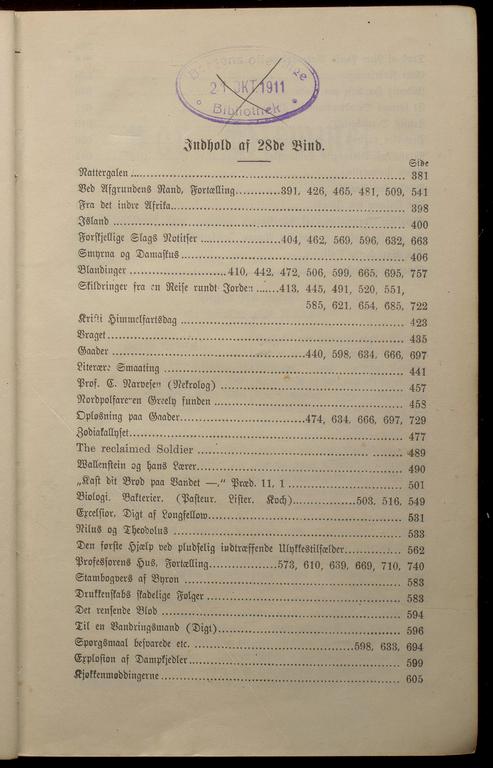 21 OKT 1911
Bibliothek
Indhold af 28de Bind.
Side
Nattergalen 381
Ved Afgrundens Rand, Fortælling 391, 426, 465, 481, 509, 541
Fra det indre Afrika 398
Island 400
Forskjellige Slags Notitser 404, 462, 569, 596, 632, 663
Smyrna og Damaskus 406
Blandinger 410, 442, 472, 506, 599, 665, 695, 757
Skildringer fra en Reise rundt Jorden 413, 445, 491, 520, 551,
585, 621, 654, 685, 722
Kristi Himmelfartsdag 423
Vraget 435
Gaader 440, 598, 634, 666, 697
Literære Smaating 441
Prof. C. Narvesen (Nekrolog) 457
Nordpolfareren Greely funden 458
Opløsning paa Gaader 474, 634, 666, 697, 729
Zodiakallyset 477
The reclaimed Soldier 489
Wallenstein og hans Lærer 490
„Kast dit Brød paa Vandet —." Præd. 11, 1 501
Biologi. Bakterier. (Pasteur. Lister. Koch) 503, 516, 549
Excelsior, Digt af Longfellow 531
Nilus og Theodolus 533
Den første Hjælp ved pludselig indtræffende Ulykkestilfælder 562
Professorens Hus, Fortælling 573, 610, 639, 669, 710, 740
Stambogvers af Byron 583
Drukkenskabs skadelige Følger 583
Det rensende Blod 594
Til en Vandringsmand (Digt) 596
Spørgsmaal besvarede etc. 598, 633, 694
Explosion af Dampkjedler 599
Kjøkkenmøddingerne 605